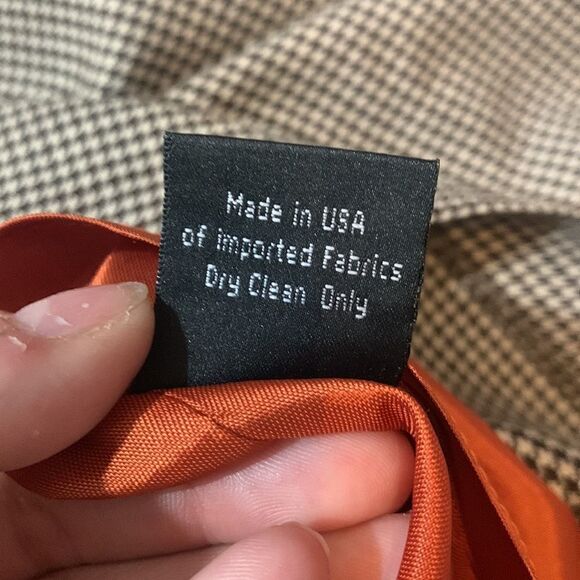 Made in USA
of imported Fabrics
Dry Clean Only